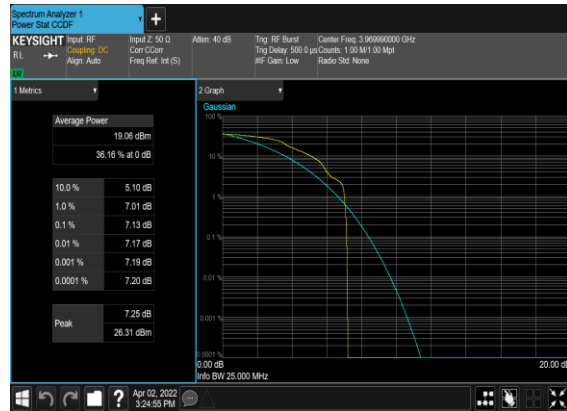 Spectrum Analyzer 1
Power Stat CCDF
KEYSIGHT
R L
Input: RF
Coupling: DC
Align: Auto
Input Z: 50 Ω
Corr CCorr
Freq Ref: Int (S)
Atten: 40 dB
Trig: RF Burst
Trig Delay: 500.0 µs
#IF Gain: Low
Center Freq: 3.969990000 GHz
Counts: 1.00 M/1.00 Mpt
Radio Std: None
1 Metrics
Average Power
19.06 dBm
36.16 % at 0 dB
10.0 % 5.10 dB
1.0 % 7.01 dB
0.1 % 7.13 dB
0.01 % 7.17 dB
0.001 % 7.19 dB
0.0001 % 7.20 dB
Peak
7.25 dB
26.31 dBm
2 Graph
Gaussian
100 %
10 %
1 %
0.1 %
0.01 %
0.001 %
0.0001 %
0.00 dB
20.00 dB
Info BW 25.000 MHz
?
Apr 02, 2022
3:24:55 PM